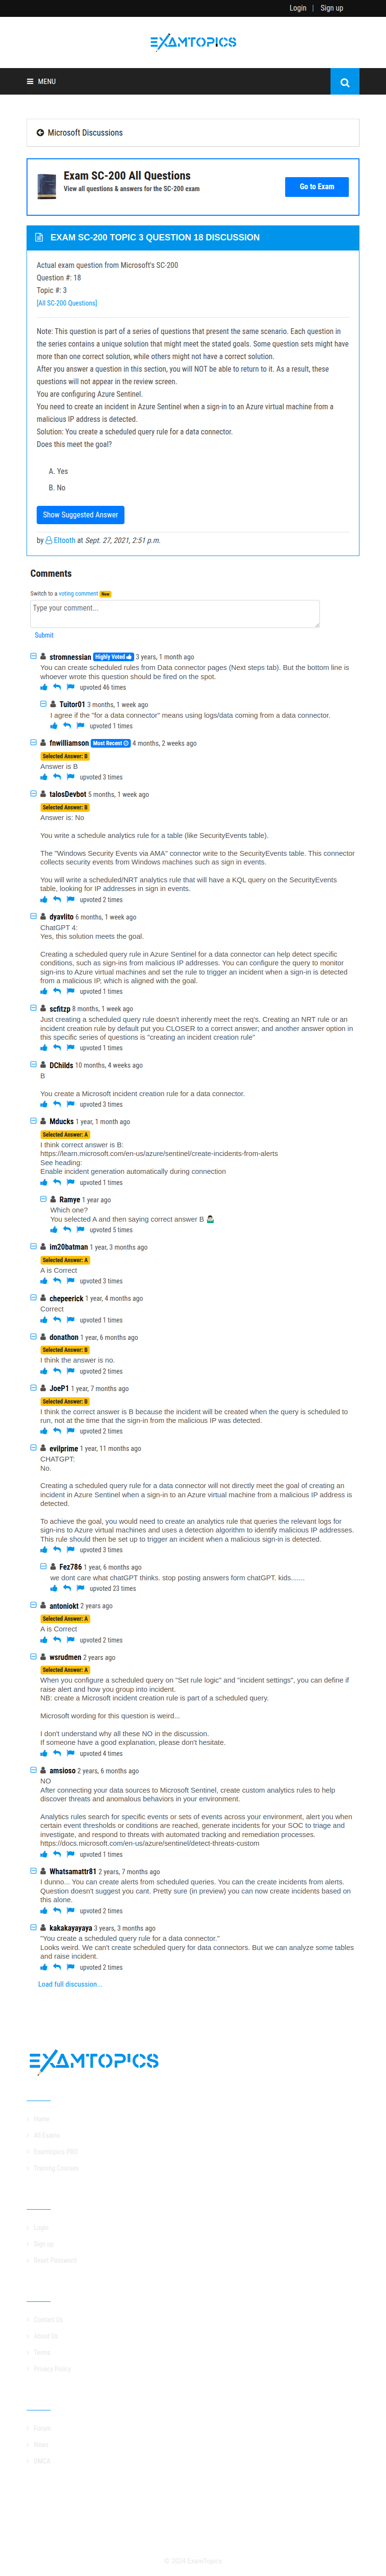 Login | Sign up
EXAMTOPICS
MENU
Microsoft Discussions
Exam SC-200 All Questions
View all questions & answers for the SC-200 exam
Go to Exam
EXAM SC-200 TOPIC 3 QUESTION 18 DISCUSSION
Actual exam question from Microsoft's SC-200
Question #: 18
Topic #: 3
[All SC-200 Questions]
Note: This question is part of a series of questions that present the same scenario. Each question in
the series contains a unique solution that might meet the stated goals. Some question sets might have
more than one correct solution, while others might not have a correct solution.
After you answer a question in this section, you will NOT be able to return to it. As a result, these
questions will not appear in the review screen.
You are configuring Azure Sentinel.
You need to create an incident in Azure Sentinel when a sign-in to an Azure virtual machine from a
malicious IP address is detected.
Solution: You create a scheduled query rule for a data connector.
Does this meet the goal?
A. Yes
B. No
Show Suggested Answer
by Eltooth at Sept. 27, 2021, 2:51 p.m.
Comments
Switch to a voting comment New
Type your comment...
Submit
stromnessian Highly Voted 3 years, 1 month ago
You can create scheduled rules from Data connector pages (Next steps tab). But the bottom line is
whoever wrote this question should be fired on the spot.
upvoted 46 times
Tuitor01 3 months, 1 week ago
I agree if the "for a data connector" means using logs/data coming from a data connector.
upvoted 1 times
fnwilliamson Most Recent 4 months, 2 weeks ago
Selected Answer: B
Answer is B
upvoted 3 times
talosDevbot 5 months, 1 week ago
Selected Answer: B
Answer is: No
You write a schedule analytics rule for a table (like SecurityEvents table).
The "Windows Security Events via AMA" connector write to the SecurityEvents table. This connector
collects security events from Windows machines such as sign in events.
You will write a scheduled/NRT analytics rule that will have a KQL query on the SecurityEvents
table, looking for IP addresses in sign in events.
upvoted 2 times
dyavlito 6 months, 1 week ago
ChatGPT 4:
Yes, this solution meets the goal.
Creating a scheduled query rule in Azure Sentinel for a data connector can help detect specific
conditions, such as sign-ins from malicious IP addresses. You can configure the query to monitor
sign-ins to Azure virtual machines and set the rule to trigger an incident when a sign-in is detected
from a malicious IP, which is aligned with the goal.
upvoted 1 times
scfitzp 8 months, 1 week ago
Just creating a scheduled query rule doesn't inherently meet the req's. Creating an NRT rule or an
incident creation rule by default put you CLOSER to a correct answer; and another answer option in
this specific series of questions is "creating an incident creation rule"
upvoted 1 times
DChilds 10 months, 4 weeks ago
B
You create a Microsoft incident creation rule for a data connector.
upvoted 3 times
Mducks 1 year, 1 month ago
Selected Answer: A
I think correct answer is B:
https://learn.microsoft.com/en-us/azure/sentinel/create-incidents-from-alerts
See heading:
Enable incident generation automatically during connection
upvoted 1 times
Ramye 1 year ago
Which one?
You selected A and then saying correct answer B 🤷🏻‍♂️
upvoted 5 times
im20batman 1 year, 3 months ago
Selected Answer: A
A is Correct
upvoted 3 times
chepeerick 1 year, 4 months ago
Correct
upvoted 1 times
donathon 1 year, 6 months ago
Selected Answer: B
I think the answer is no.
upvoted 2 times
JoeP1 1 year, 7 months ago
Selected Answer: B
I think the correct answer is B because the incident will be created when the query is scheduled to
run, not at the time that the sign-in from the malicious IP was detected.
upvoted 2 times
evilprime 1 year, 11 months ago
CHATGPT:
No.
Creating a scheduled query rule for a data connector will not directly meet the goal of creating an
incident in Azure Sentinel when a sign-in to an Azure virtual machine from a malicious IP address is
detected.
To achieve the goal, you would need to create an analytics rule that queries the relevant logs for
sign-ins to Azure virtual machines and uses a detection algorithm to identify malicious IP addresses.
This rule should then be set up to trigger an incident when a malicious sign-in is detected.
upvoted 3 times
Fez786 1 year, 6 months ago
we dont care what chatGPT thinks. stop posting answers form chatGPT. kids.......
upvoted 23 times
antoniokt 2 years ago
Selected Answer: A
A is Correct
upvoted 2 times
wsrudmen 2 years ago
Selected Answer: A
When you configure a scheduled query on "Set rule logic" and "incident settings", you can define if
raise alert and how you group into incident.
NB: create a Microsoft incident creation rule is part of a scheduled query.
Microsoft wording for this question is weird...
I don't understand why all these NO in the discussion.
If someone have a good explanation, please don't hesitate.
upvoted 4 times
amsioso 2 years, 6 months ago
NO
After connecting your data sources to Microsoft Sentinel, create custom analytics rules to help
discover threats and anomalous behaviors in your environment.
Analytics rules search for specific events or sets of events across your environment, alert you when
certain event thresholds or conditions are reached, generate incidents for your SOC to triage and
investigate, and respond to threats with automated tracking and remediation processes.
https://docs.microsoft.com/en-us/azure/sentinel/detect-threats-custom
upvoted 1 times
Whatsamattr81 2 years, 7 months ago
I dunno... You can create alerts from scheduled queries. You can the create incidents from alerts.
Question doesn't suggest you cant. Pretty sure (in preview) you can now create incidents based on
this alone.
upvoted 2 times
kakakayayaya 3 years, 3 months ago
"You create a scheduled query rule for a data connector."
Looks weird. We can't create scheduled query for data connectors. But we can analyze some tables
and raise incident.
upvoted 2 times
Load full discussion...
EXAMTOPICS
Home
All Exams
Examtopics PRO
Training Courses
Login
Sign up
Reset Password
Contact Us
About Us
Terms
Privacy Policy
Forum
News
DMCA
© 2024 ExamTopics